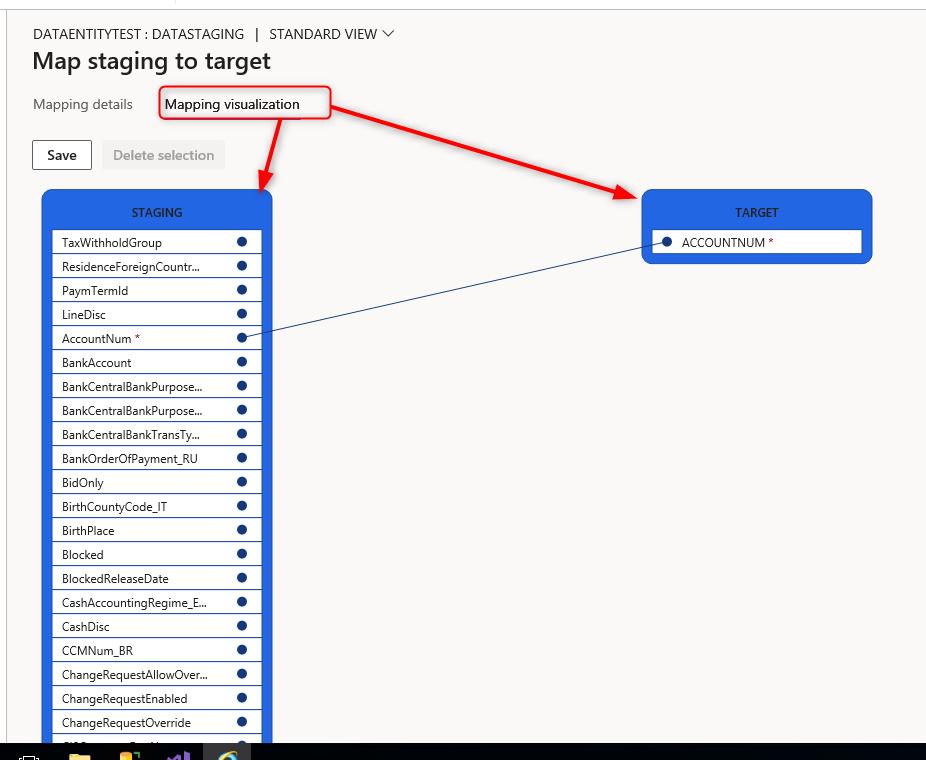 DATAENTITYTEST : DATASTAGING | STANDARD VIEW
Map staging to target
Mapping details Mapping visualization
Save Delete selection
STAGING
TaxWithholdGroup
ResidenceForeignCountr...
PaymTermId
LineDisc
AccountNum *
BankAccount
BankCentralBankPurpose...
BankCentralBankPurpose...
BankCentralBankTransTy...
BankOrderOfPayment_RU
BidOnly
BirthCountyCode_IT
BirthPlace
Blocked
BlockedReleaseDate
CashAccountingRegime_E...
CashDisc
CCMNum_BR
ChangeRequestAllowOver...
ChangeRequestEnabled
ChangeRequestOverride
TARGET
ACCOUNTNUM *